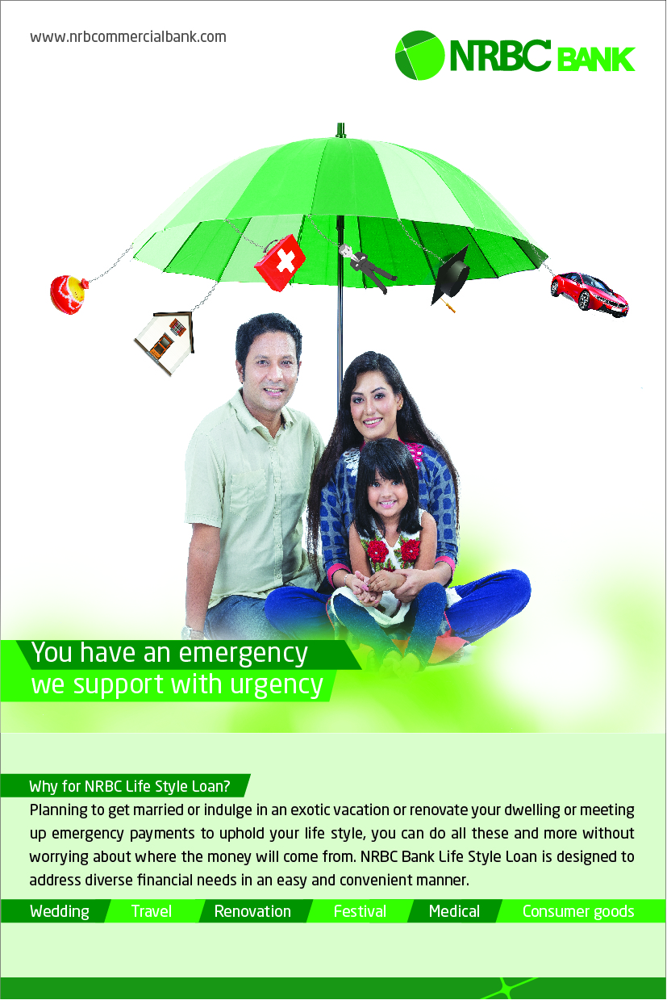 www.nrbcommercialbank.com
NRBC BANK
You have an emergency
we support with urgency
Why for NRBC Life Style Loan?
Planning to get married or indulge in an exotic vacation or renovate your dwelling or meeting
up emergency payments to uphold your life style, you can do all these and more without
worrying about where the money will come from. NRBC Bank Life Style Loan is designed to
address diverse financial needs in an easy and convenient manner.
Wedding Travel Renovation Festival Medical Consumer goods